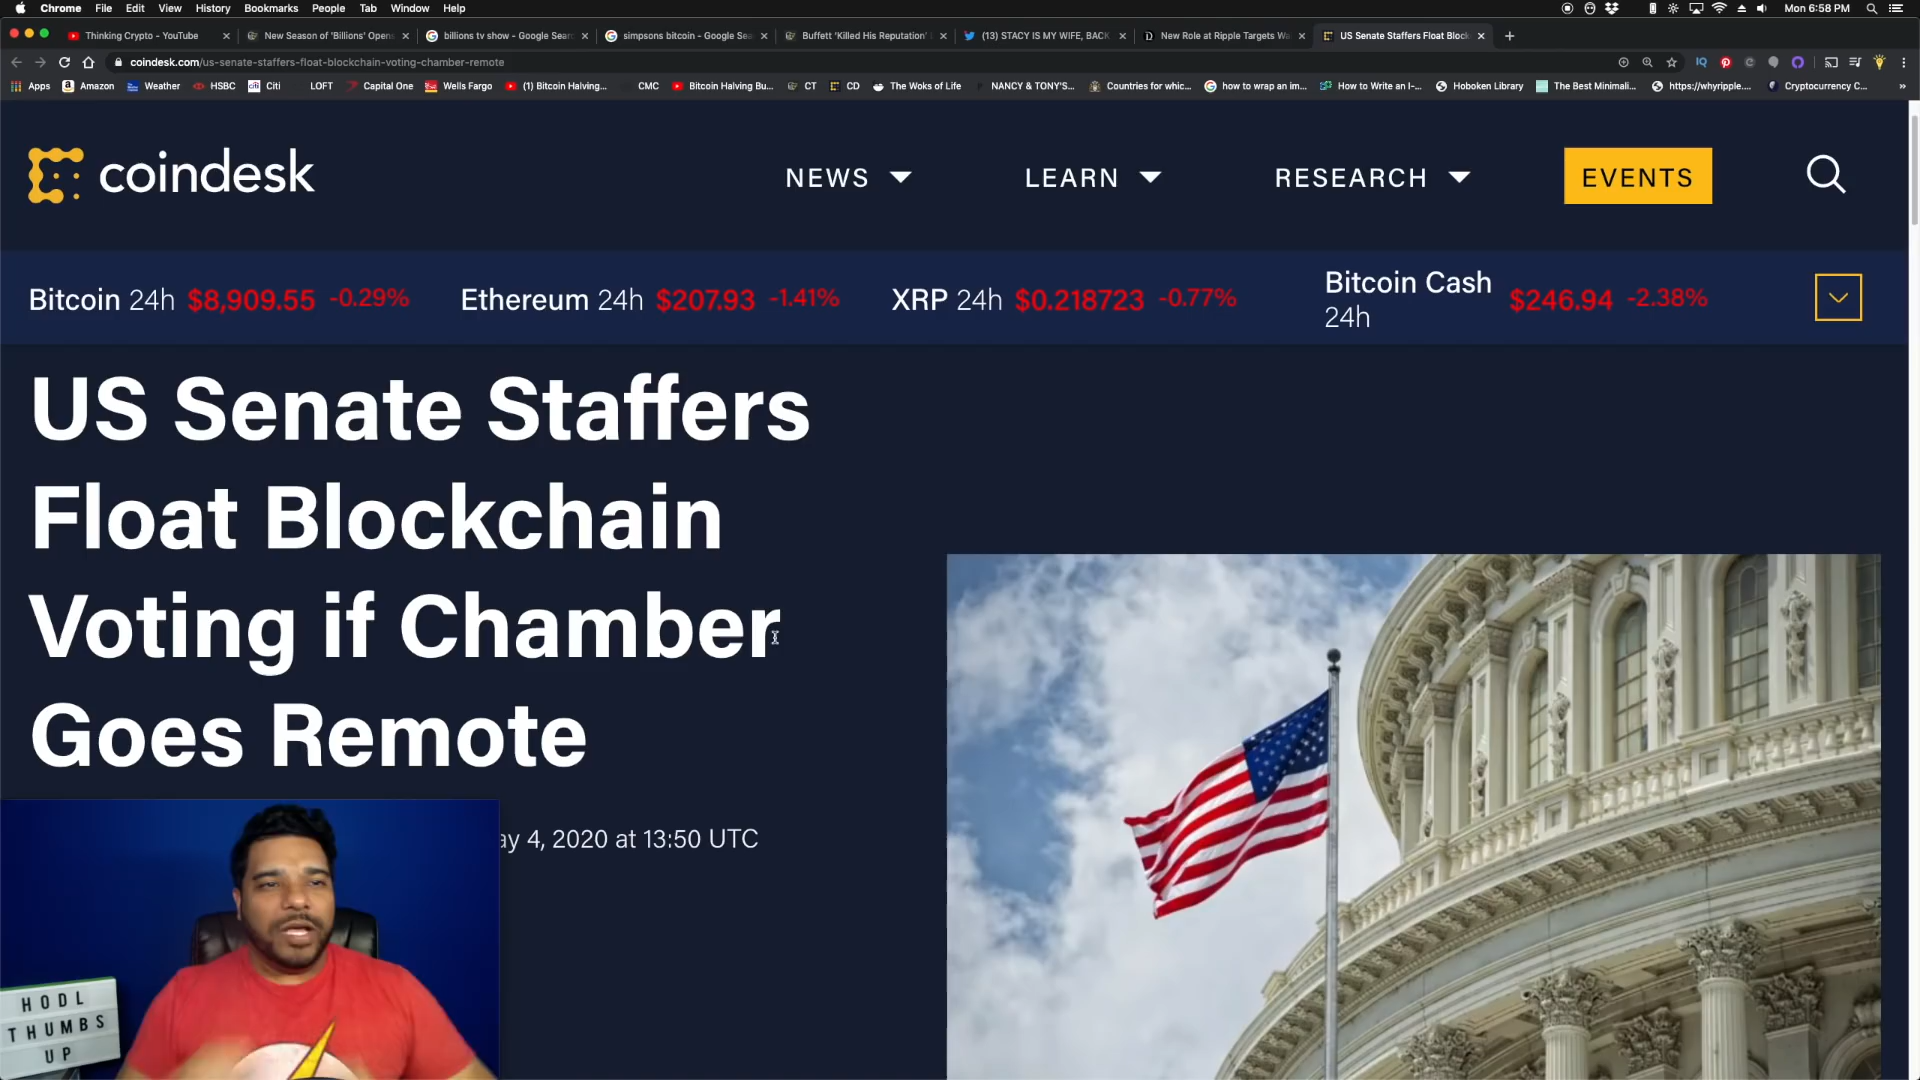 Chrome File Edit View History Bookmarks People Tab Window Help Mon 6:58 PM
Thinking Crypto - YouTube New Season of 'Billions' Opens billions tv show - Google Sear simpsons bitcoin - Google Sea Buffett 'Killed His Reputation' (13) STACY IS MY WIFE, BACK New Role at Ripple Targets Wa US Senate Staffers Float Block
coindesk.com/us-senate-staffers-float-blockchain-voting-chamber-remote
Apps Amazon Weather HSBC Citi LOFT Capital One Wells Fargo (1) Bitcoin Halving... CMC Bitcoin Halving Bu... CT CD The Woks of Life NANCY & TONY'S... Countries for whic... how to wrap an im... How to Write an I-... Hoboken Library The Best Minimali... https://whyripple.... Cryptocurrency C... »
coindesk NEWS LEARN RESEARCH EVENTS
Bitcoin 24h $8,909.55 -0.29% Ethereum 24h $207.93 -1.41% XRP 24h $0.218723 -0.77% Bitcoin Cash 24h $246.94 -2.38%
US Senate Staffers
Float Blockchain
Voting if Chamber
Goes Remote
ay 4, 2020 at 13:50 UTC
HODL
THUMBS
UP